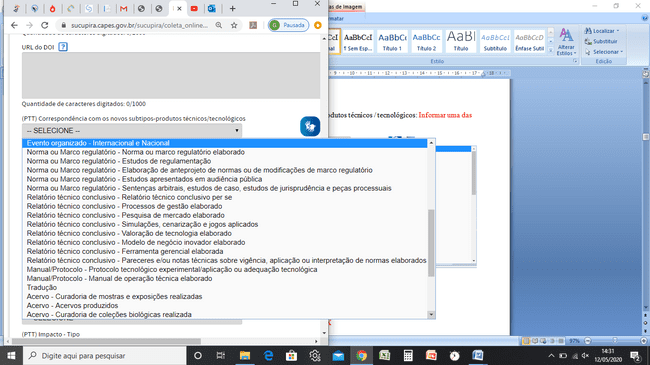 sucupira.capes.gov.br/sucupira/coleta_online...
Pausada
URL do DOI ?
Quantidade de caracteres digitados: 0/1000
(PTT) Correspondência com os novos subtipos-produtos técnicos/tecnológicos
-- SELECIONE --
Evento organizado - Internacional e Nacional
Norma ou Marco regulatório - Norma ou marco regulatório elaborado
Norma ou Marco regulatório - Estudos de regulamentação
Norma ou Marco regulatório - Elaboração de anteprojeto de normas ou de modificações de marco regulatório
Norma ou Marco regulatório - Estudos apresentados em audiência pública
Norma ou Marco regulatório - Sentenças arbitrais, estudos de caso, estudos de jurisprudência e peças processuais
Relatório técnico conclusivo - Relatório técnico conclusivo per se
Relatório técnico conclusivo - Processos de gestão elaborado
Relatório técnico conclusivo - Pesquisa de mercado elaborado
Relatório técnico conclusivo - Simulações, cenarização e jogos aplicados
Relatório técnico conclusivo - Valoração de tecnologia elaborado
Relatório técnico conclusivo - Modelo de negócio inovador elaborado
Relatório técnico conclusivo - Ferramenta gerencial elaborada
Relatório técnico conclusivo - Pareceres e/ou notas técnicas sobre vigência, aplicação ou interpretação de normas elaborados
Manual/Protocolo - Protocolo tecnológico experimental/aplicação ou adequação tecnológica
Manual/Protocolo - Manual de operação técnica elaborado
Tradução
Acervo - Curadoria de mostras e exposições realizadas
Acervo - Acervos produzidos
Acervo - Curadoria de coleções biológicas realizada
(PTT) Impacto - Tipo
as de Imagem
rmatar
AaBbCcI AaBbCcI AaBbC AaBbCc AaBbI AaBbCcI AaBbCcD
¶ Sem Esp... Título 1 Título 2 Título Subtítulo Ênfase Sutil
Alterar
Estilos
Localizar
Substituir
Selecionar
Estilo
Edição
odutos técnicos / tecnológicos: Informar uma das
97%
Digite aqui para pesquisar
14:31
12/05/2020